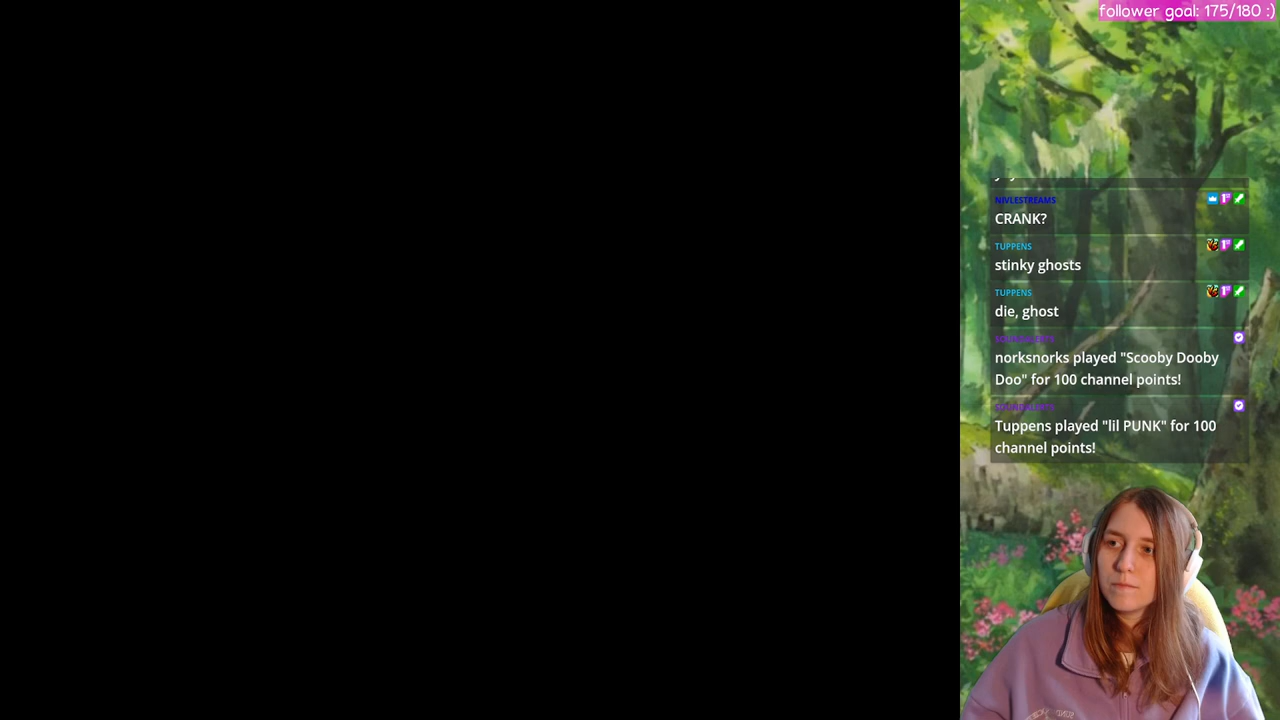 follower goal: 175/180 :)
NIVLESTREAMS
CRANK?
TUPPENS
stinky ghosts
TUPPENS
die, ghost
norksnorks played "Scooby Dooby
Doo" for 100 channel points!
Tuppens played "lil PUNK" for 100
channel points!